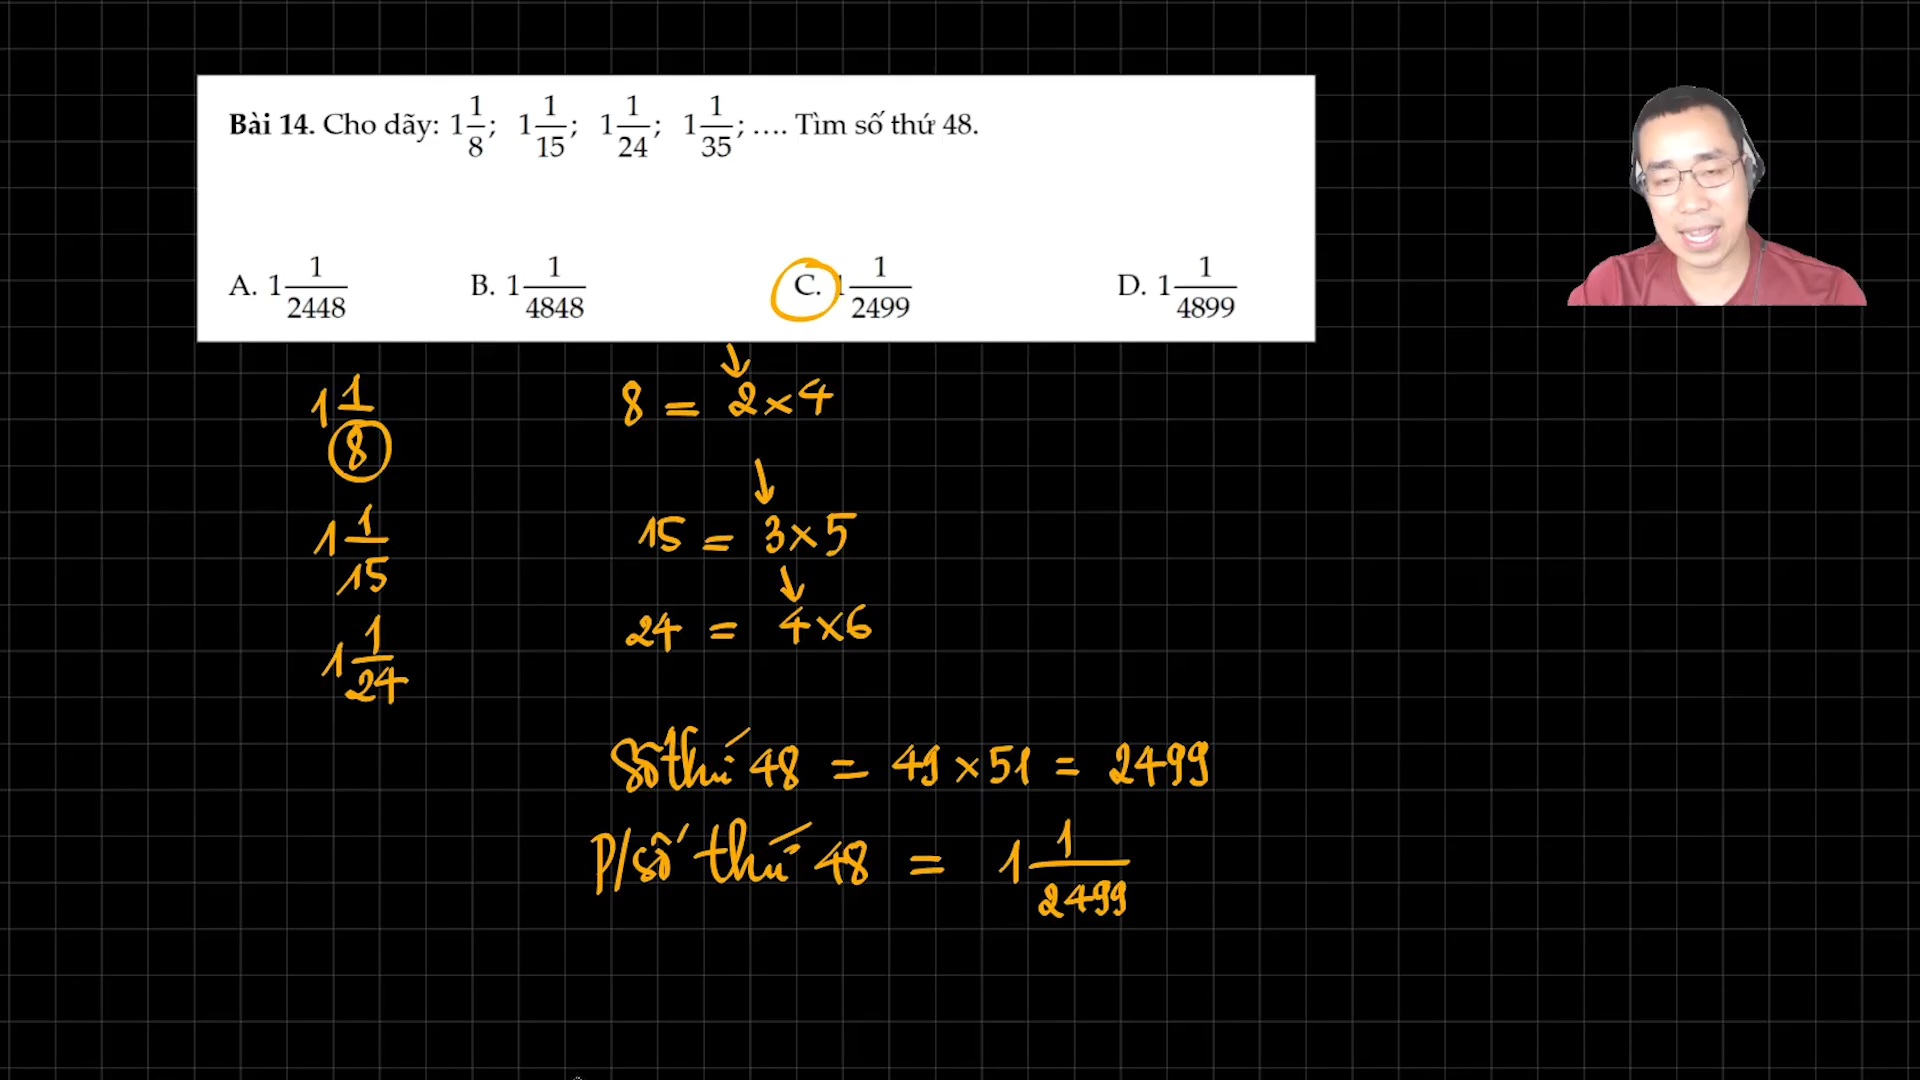 Bài 14. Cho dãy: 1 1/8; 1 1/15; 1 1/24; 1 1/35; .... Tìm số thứ 48.
A. 1 1/2448 B. 1 1/4848 C. 1 1/2499 D. 1 1/4899
1 1/8 8 = 2 × 4
1 1/15 15 = 3 × 5
1 1/24 24 = 4 × 6
Số thứ 48 = 49 × 51 = 2499
P/số thứ 48 = 1 1/2499